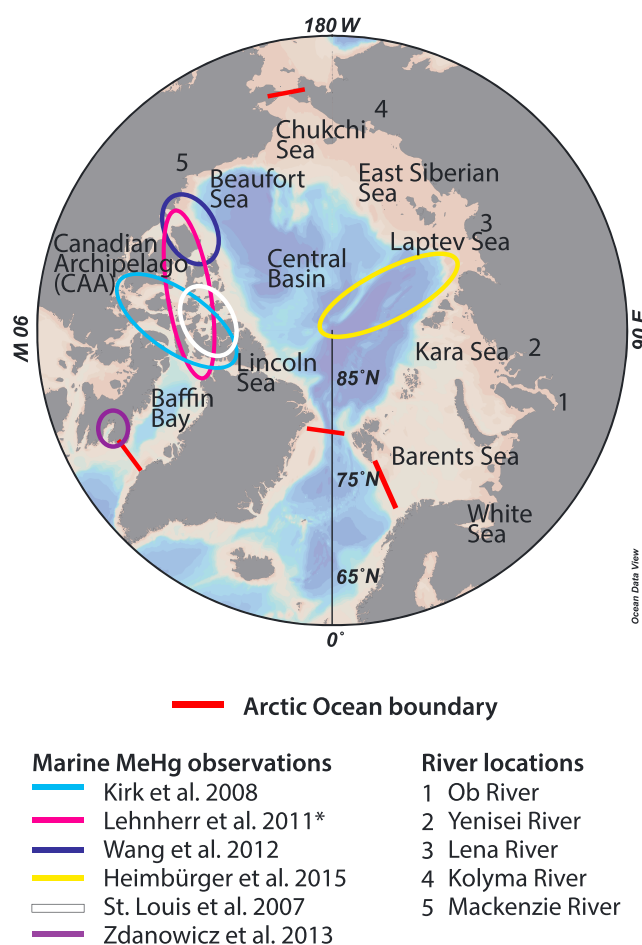 180 W
4
Chukchi
Sea
5
Beaufort
Sea
East Siberian
Sea
3
Laptev Sea
Canadian
Archipelago
(CAA)
Central
Basin
90 W
90 E
Kara Sea
2
Lincoln
Sea
85°N
1
Baffin
Bay
Barents Sea
75°N
White
Sea
65°N
Ocean Data View
0°
Arctic Ocean boundary
Marine MeHg observations
Kirk et al. 2008
Lehnherr et al. 2011*
Wang et al. 2012
Heimbürger et al. 2015
St. Louis et al. 2007
Zdanowicz et al. 2013
River locations
1 Ob River
2 Yenisei River
3 Lena River
4 Kolyma River
5 Mackenzie River